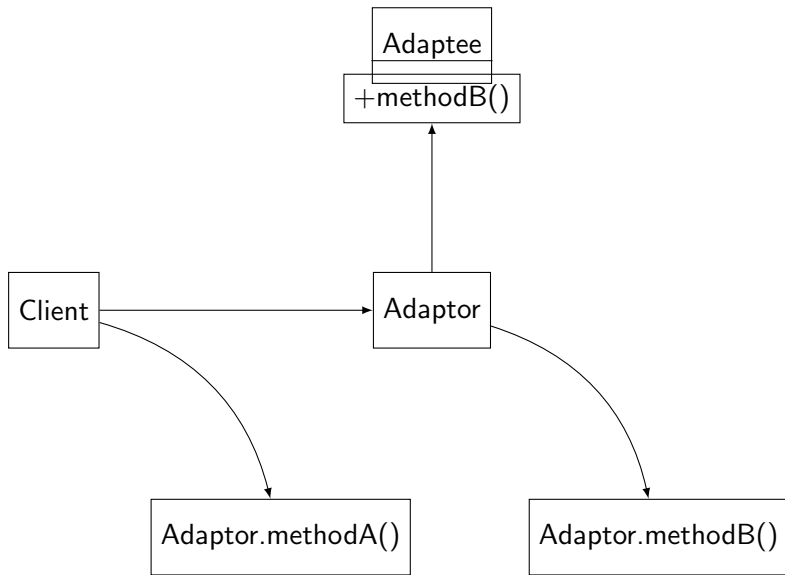 Adaptee
+methodB()
Client
Adaptor
Adaptor.methodA()
Adaptor.methodB()